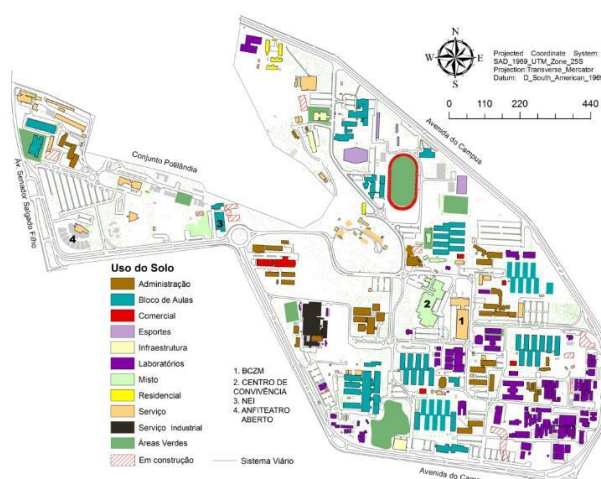 N
W
E
S
Projected Coordinate System:
SAD_1969_UTM_Zone_25S
Projection:Transverse_Mercator
Datum: D_South_American_1969
0 110 220 440
Avenida do Campus
Conjunto Potilândia
Av. Senador Salgado Filho
4
3
2
1
Uso do Solo
Administração
Bloco de Aulas
Comercial
Esportes
Infraestrutura
Laboratórios
Misto
Residencial
Serviço
Serviço Industrial
Áreas Verdes
Em construção
Sistema Viário
1. BCZM
2. CENTRO DE
CONVIVÊNCIA
3. NEI
4. ANFITEATRO
ABERTO
Avenida do Ca